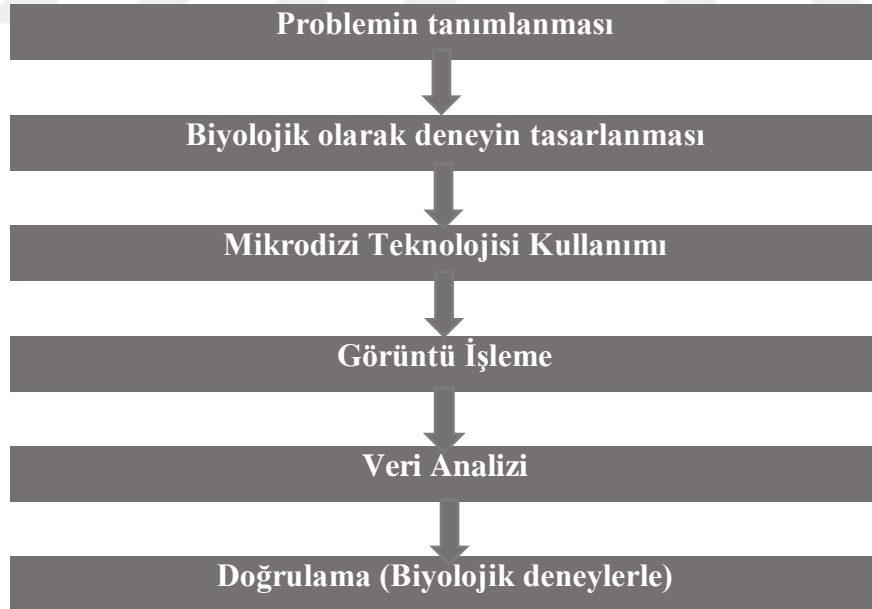 Problemin tanımlanması
Biyolojik olarak deneyin tasarlanması
Mikrodizi Teknolojisi Kullanımı
Görüntü İşleme
Veri Analizi
Doğrulama (Biyolojik deneylerle)